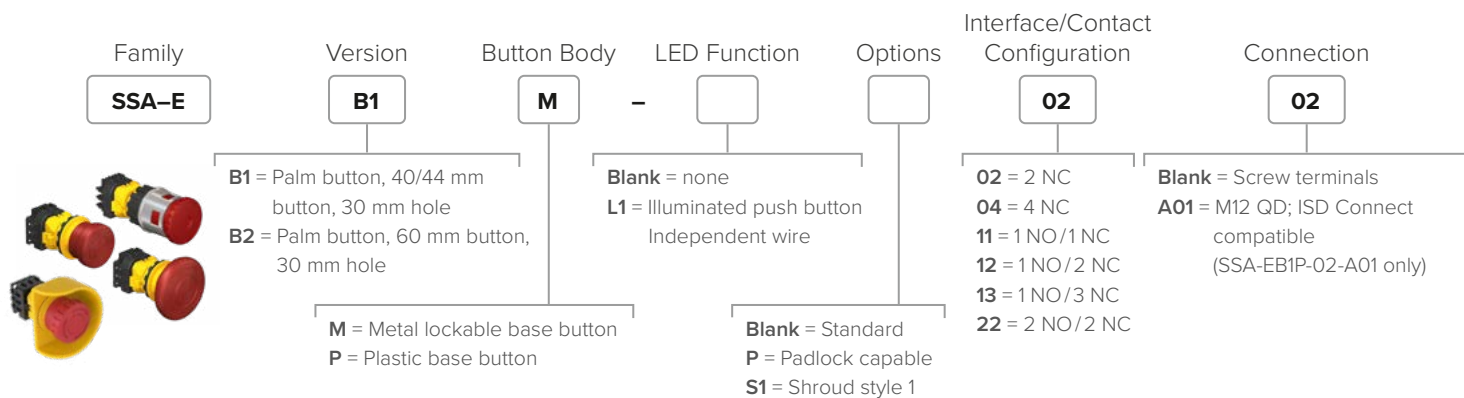 Family
Version
Button Body
LED Function
Options
Interface/Contact
Configuration
Connection
SSA–E
B1
M
–
02
02
B1 = Palm button, 40/44 mm
button, 30 mm hole
B2 = Palm button, 60 mm button,
30 mm hole
M = Metal lockable base button
P = Plastic base button
Blank = none
L1 = Illuminated push button
Independent wire
Blank = Standard
P = Padlock capable
S1 = Shroud style 1
02 = 2 NC
04 = 4 NC
11 = 1 NO/1 NC
12 = 1 NO/2 NC
13 = 1 NO/3 NC
22 = 2 NO/2 NC
Blank = Screw terminals
A01 = M12 QD; ISD Connect
compatible
(SSA-EB1P-02-A01 only)